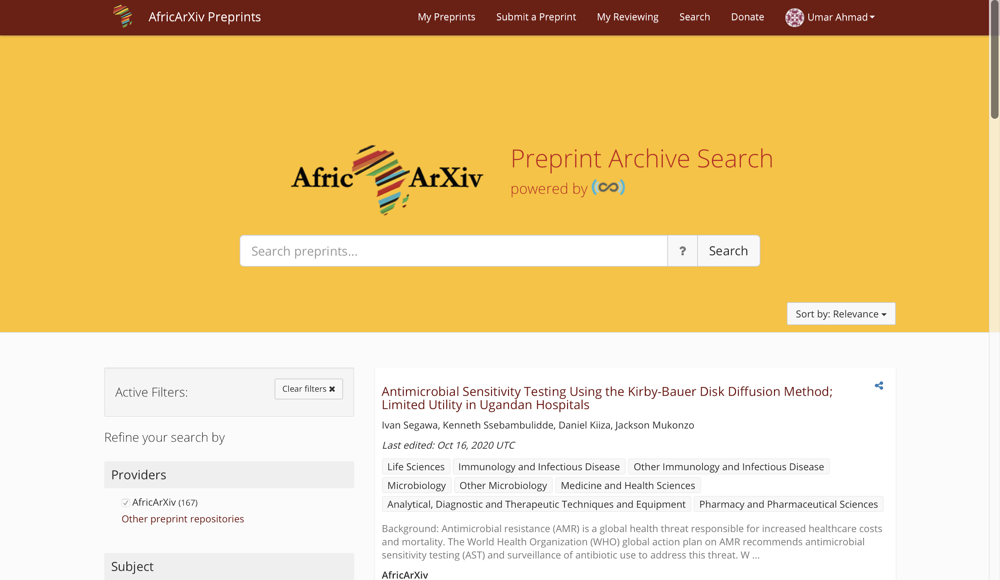 AfricArXiv Preprints
My Preprints
Submit a Preprint
My Reviewing
Search
Donate
Umar Ahmad
Afric ArXiv
Preprint Archive Search
powered by
Search preprints...
?
Search
Sort by: Relevance
Active Filters:
Clear filters ✖
Refine your search by
Providers
AfricArXiv (167)
Other preprint repositories
Subject
Antimicrobial Sensitivity Testing Using the Kirby-Bauer Disk Diffusion Method;
Limited Utility in Ugandan Hospitals
Ivan Segawa, Kenneth Ssebambulidde, Daniel Kiiza, Jackson Mukonzo
Last edited: Oct 16, 2020 UTC
Life Sciences
Immunology and Infectious Disease
Other Immunology and Infectious Disease
Microbiology
Other Microbiology
Medicine and Health Sciences
Analytical, Diagnostic and Therapeutic Techniques and Equipment
Pharmacy and Pharmaceutical Sciences
Background: Antimicrobial resistance (AMR) is a global health threat responsible for increased healthcare costs
and mortality. The World Health Organization (WHO) global action plan on AMR recommends antimicrobial
sensitivity testing (AST) and surveillance of antibiotic use to address this threat. W ...
AfricArXiv